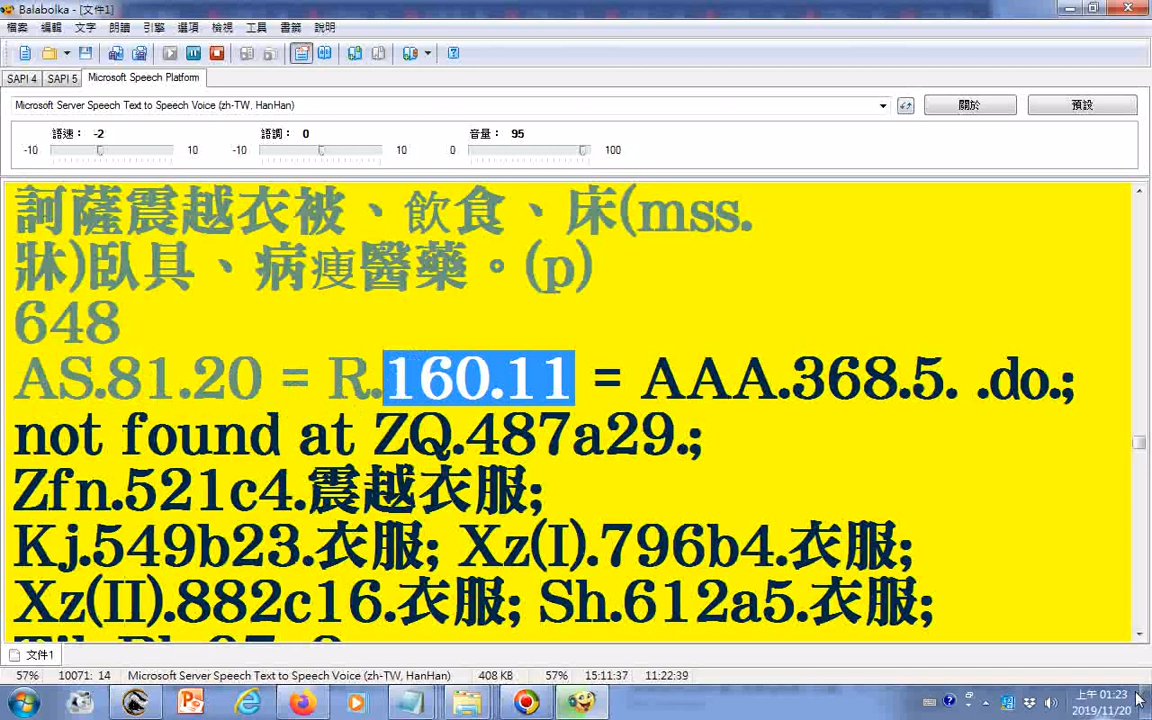 Balabolka - [文件1]
檔案 編輯 文字 朗讀 引擎 選項 檢視 工具 書籤 說明
SAPI 4 SAPI 5 Microsoft Speech Platform
Microsoft Server Speech Text to Speech Voice (zh-TW, HanHan) 關於 預設
語速： -2 語調： 0 音量： 95
-10 10 -10 10 0 100
訶薩震越衣被、飲食、床(mss.
牀)臥具、病瘦醫藥。(p)
648
AS.81.20 = R.160.11 = AAA.368.5. .do.;
not found at ZQ.487a29.;
Zfn.521c4.震越衣服;
Kj.549b23.衣服; Xz(I).796b4.衣服;
Xz(II).882c16.衣服; Sh.612a5.衣服;
文件1
57% 10071: 14 Microsoft Server Speech Text to Speech Voice (zh-TW, HanHan) 408 KB 57% 15:11:37 11:22:39
上午 01:23
2019/11/20